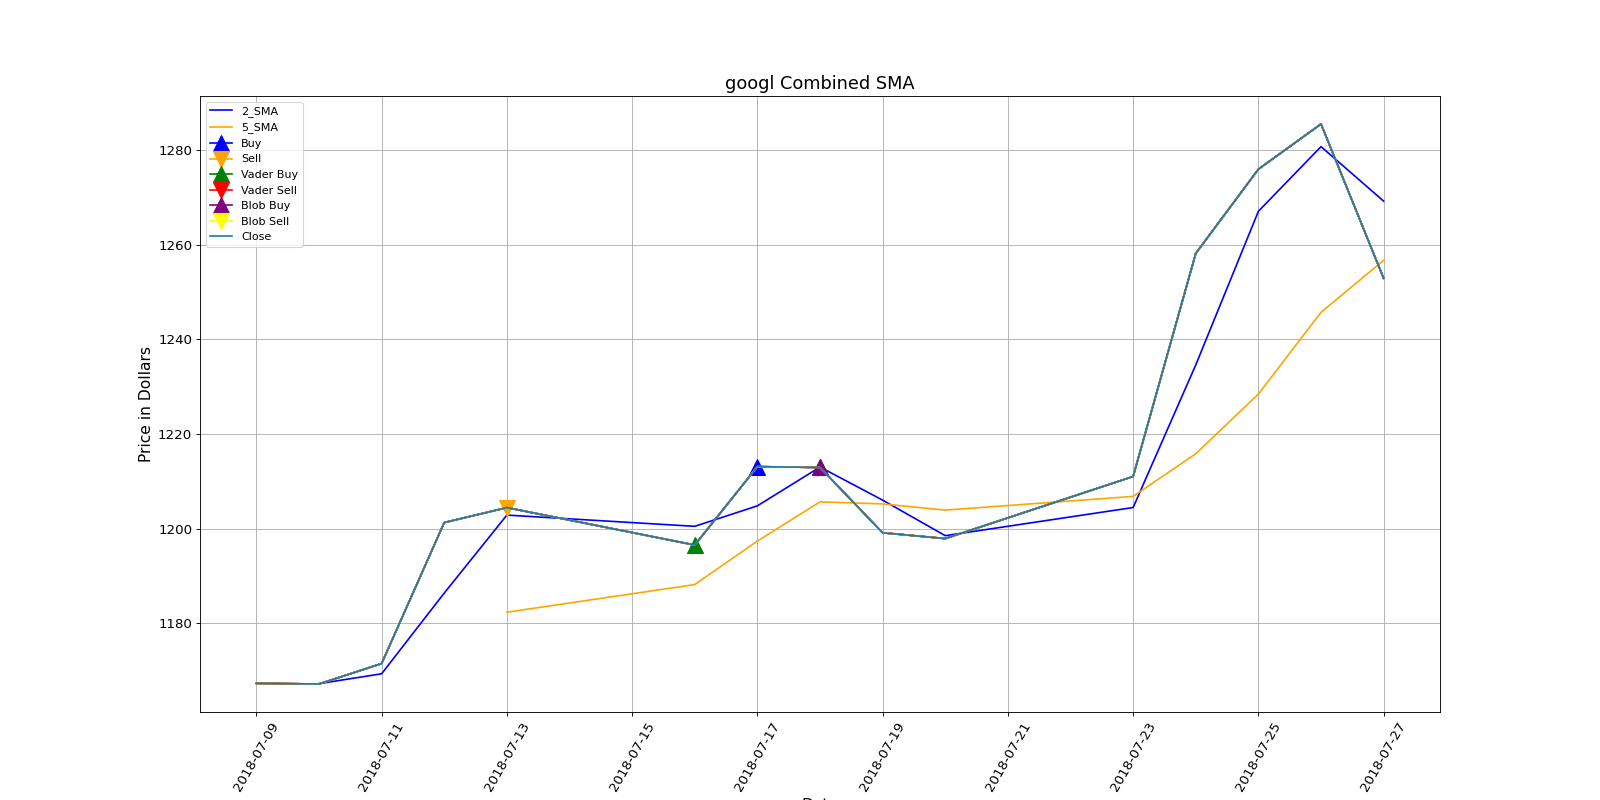 googl Combined SMA
2_SMA
5_SMA
Buy
Sell
Vader Buy
Vader Sell
Blob Buy
Blob Sell
Close
Price in Dollars
1280
1260
1240
1220
1200
1180
2018-07-09
2018-07-11
2018-07-13
2018-07-15
2018-07-17
2018-07-19
2018-07-21
2018-07-23
2018-07-25
2018-07-27